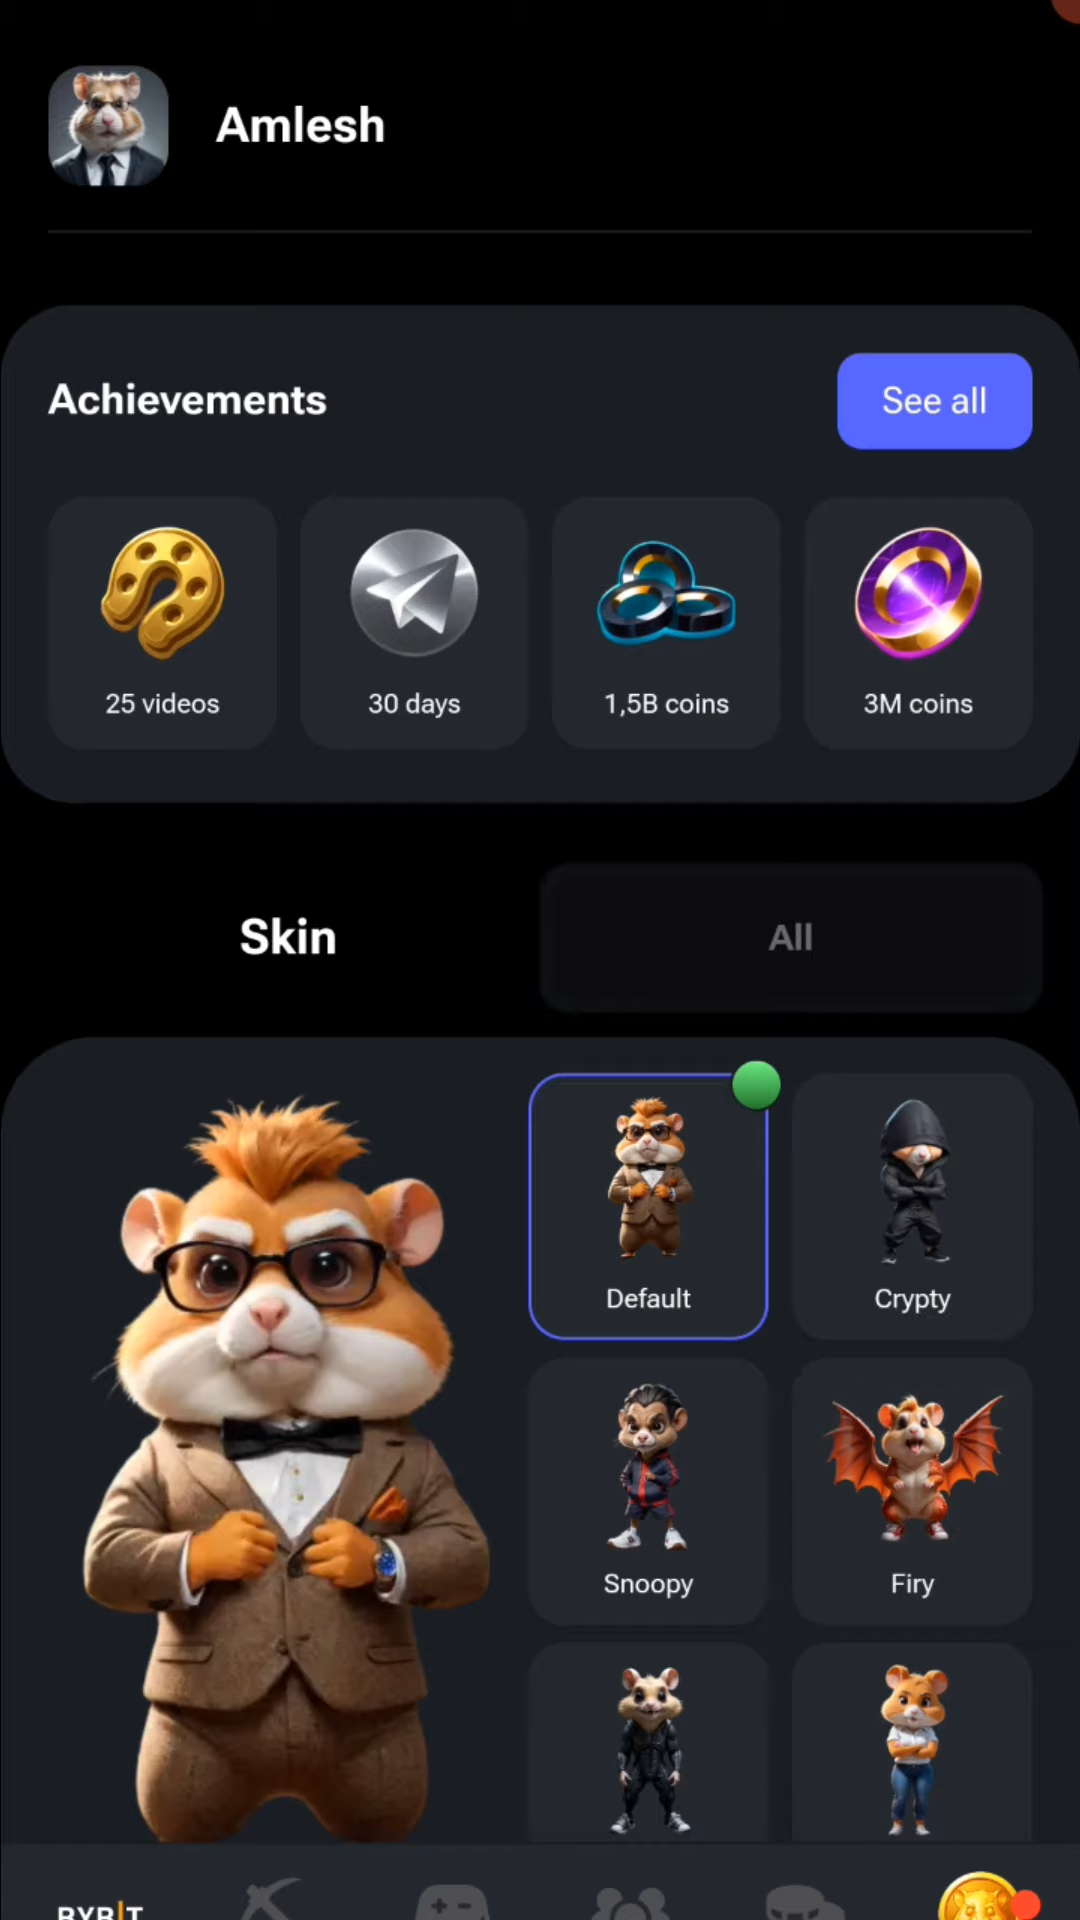 Amlesh
Achievements
See all
25 videos
30 days
1,5B coins
3M coins
Skin
All
Default
Crypty
Snoopy
Firy
BYBIT